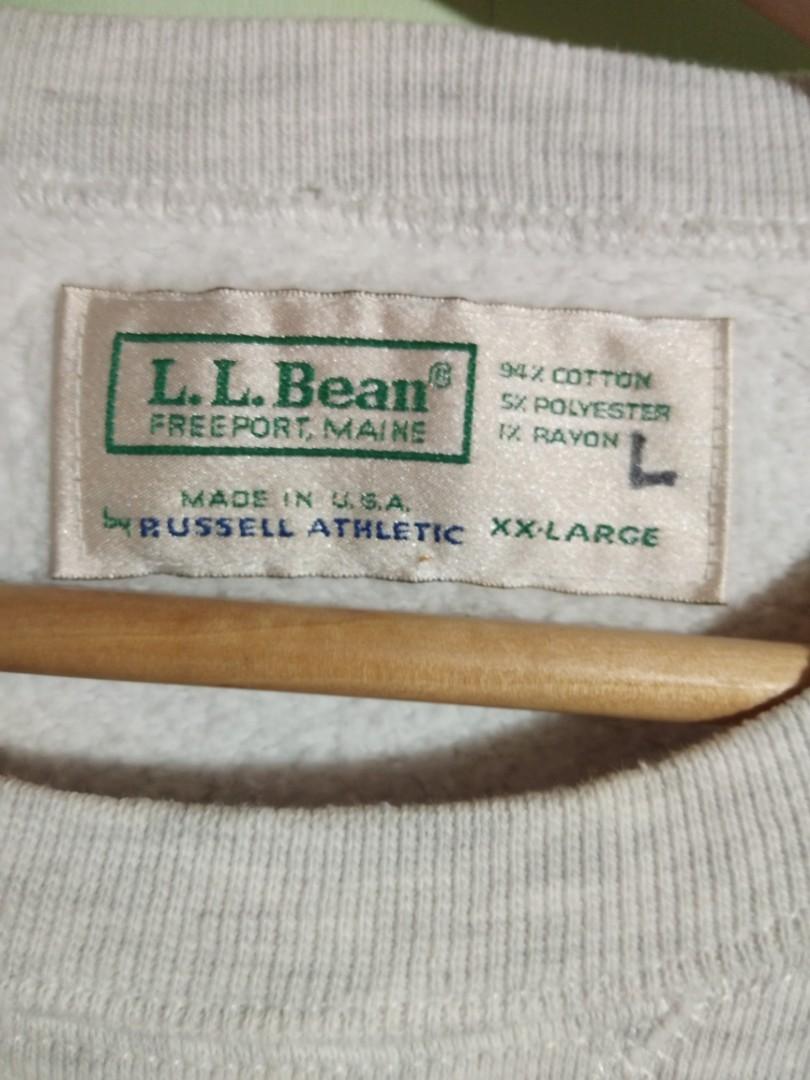 L.L.Bean®
FREEPORT, MAINE
94% COTTON
5% POLYESTER
1% RAYON
L
MADE IN U.S.A.
by RUSSELL ATHLETIC
XX-LARGE